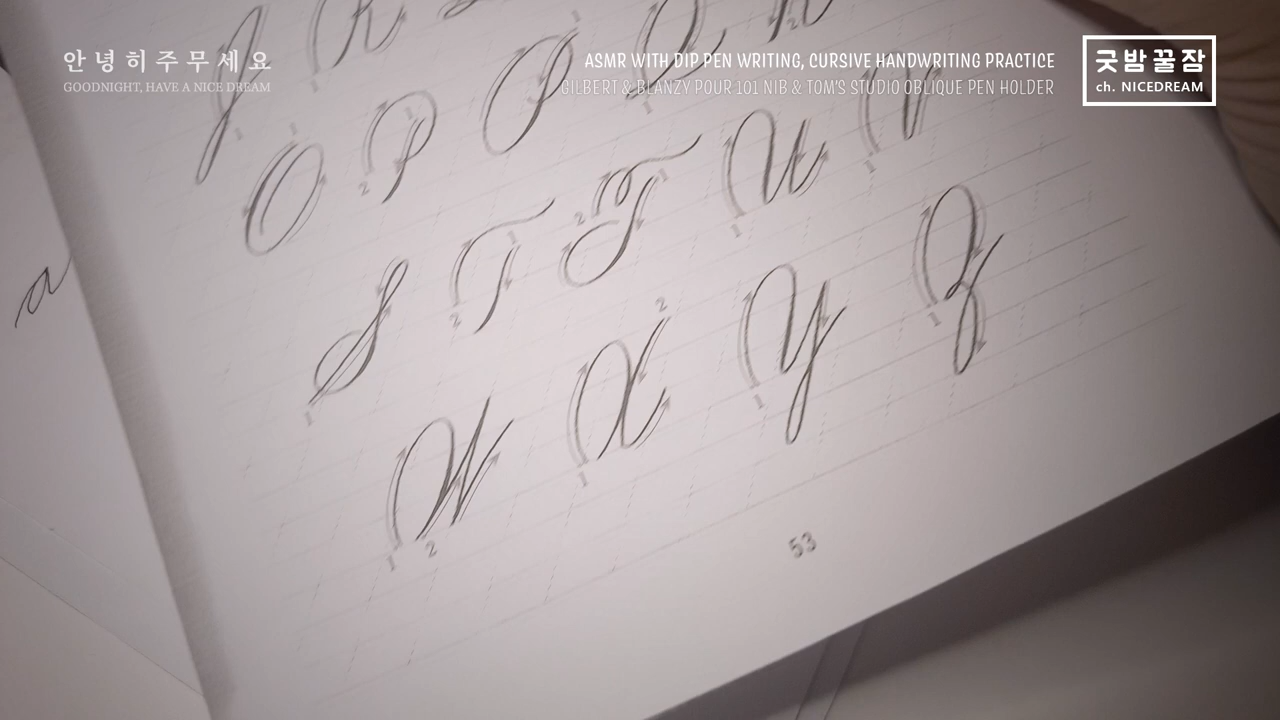 안녕히주무세요
GOODNIGHT, HAVE A NICE DREAM
ASMR WITH DIP PEN WRITING, CURSIVE HANDWRITING PRACTICE
GILBERT & BLANZY POUR 101 NIB & TOM'S STUDIO OBLIQUE PEN HOLDER
굿밤꿀잠
ch. NICEDREAM
J K
O P P Q R
S T T U V
W X Y Z
a
53